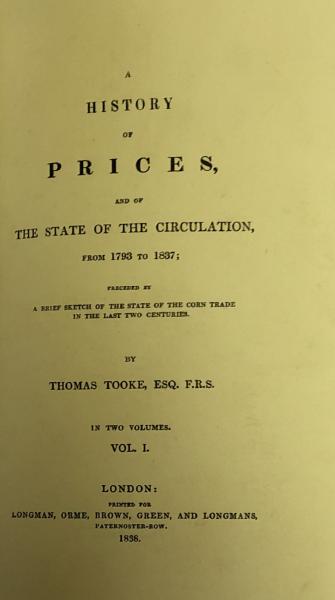 A
HISTORY
OF
PRICES,
AND OF
THE STATE OF THE CIRCULATION,
FROM 1793 TO 1837;
PRECEDED BY
A BRIEF SKETCH OF THE STATE OF THE CORN TRADE
IN THE LAST TWO CENTURIES.
BY
THOMAS TOOKE, ESQ. F.R.S.
IN TWO VOLUMES.
VOL. I.
LONDON:
PRINTED FOR
LONGMAN, ORME, BROWN, GREEN, AND LONGMANS,
PATERNOSTER-ROW.
1838.